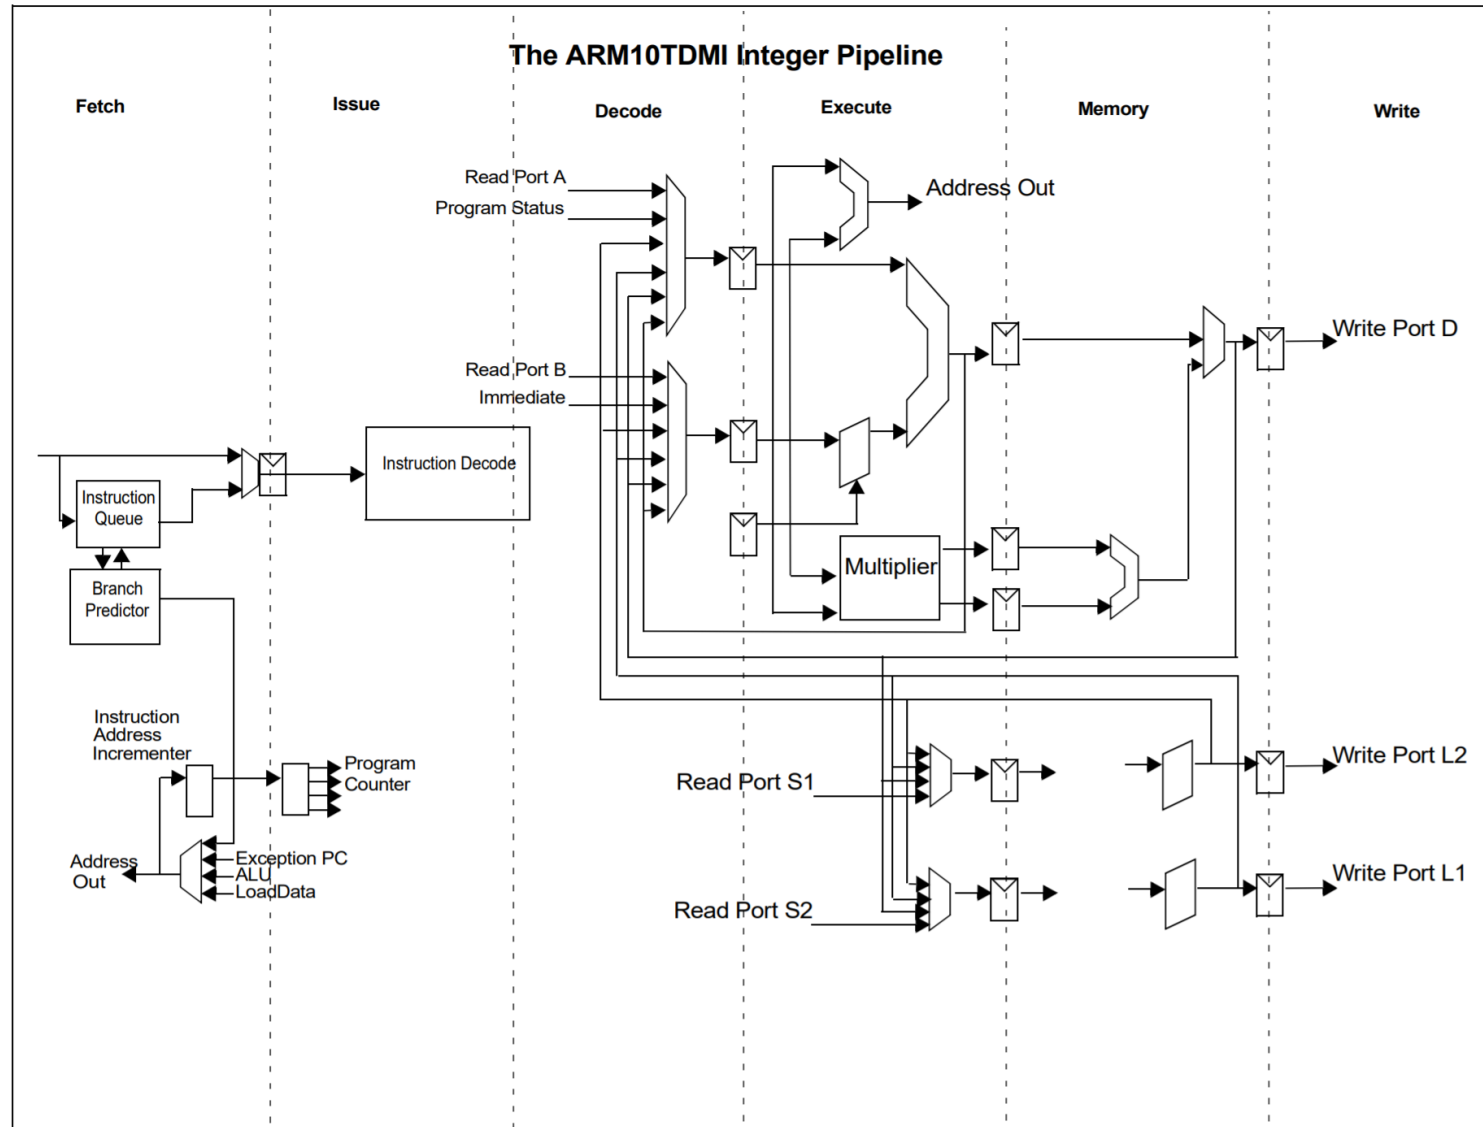 The ARM10TDMI Integer Pipeline
Fetch
Issue
Decode
Execute
Memory
Write
Read Port A
Program Status
Address Out
Write Port D
Read Port B
Immediate
Instruction Decode
Instruction
Queue
Branch
Predictor
Multiplier
Instruction
Address
Incrementer
Program
Counter
Read Port S1
Write Port L2
Address
Out
Exception PC
ALU
LoadData
Read Port S2
Write Port L1